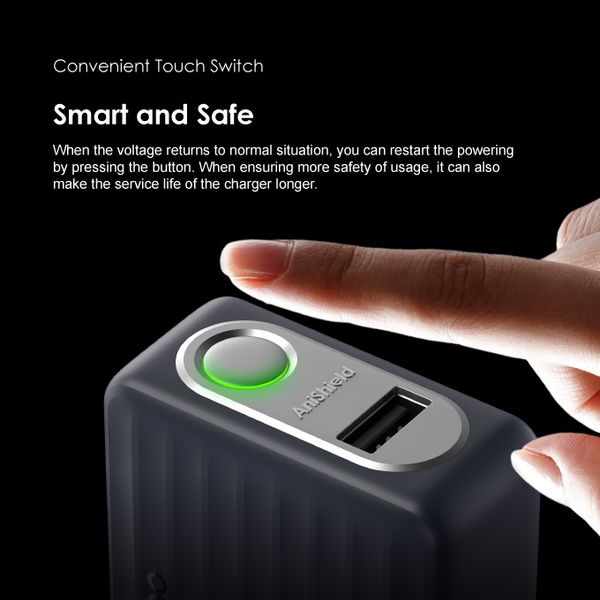 Convenient Touch Switch
Smart and Safe
When the voltage returns to normal situation, you can restart the powering
by pressing the button. When ensuring more safety of usage, it can also
make the service life of the charger longer.
AniShield